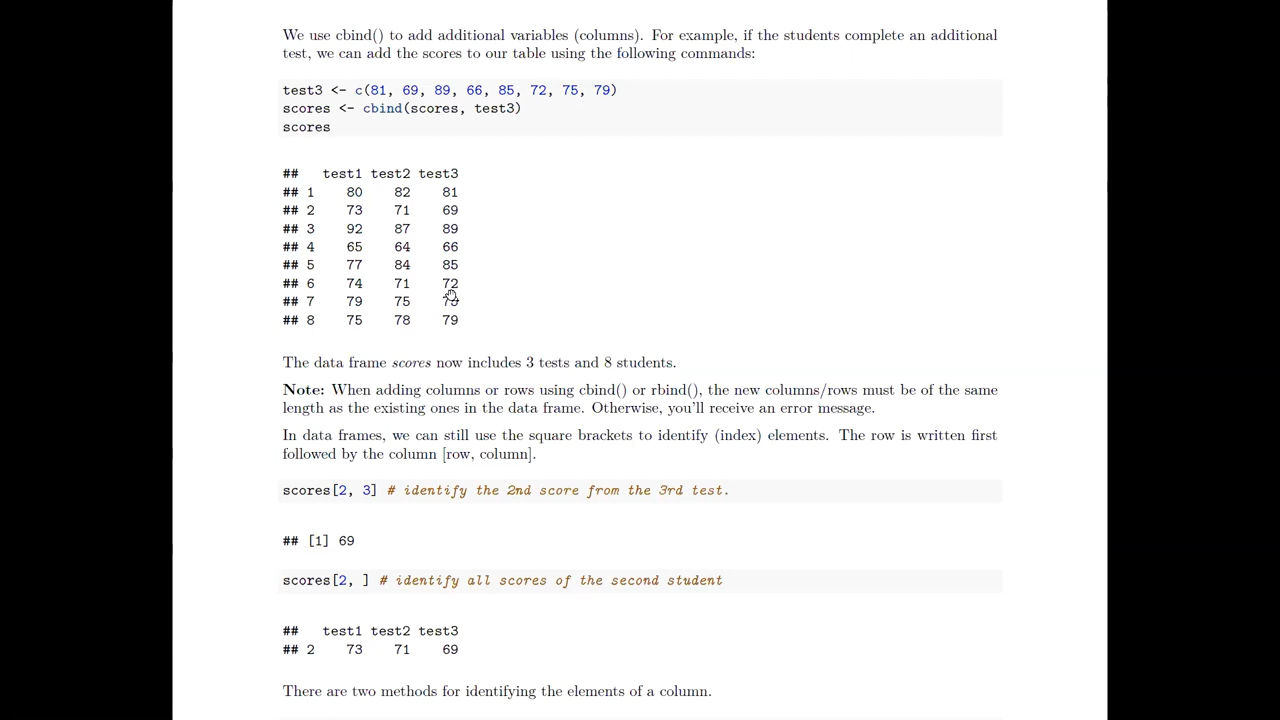 We use cbind() to add additional variables (columns). For example, if the students complete an additional
test, we can add the scores to our table using the following commands:
test3 <- c(81, 69, 89, 66, 85, 72, 75, 79)
scores <- cbind(scores, test3)
scores
## test1 test2 test3
## 1 80 82 81
## 2 73 71 69
## 3 92 87 89
## 4 65 64 66
## 5 77 84 85
## 6 74 71 72
## 7 79 75 75
## 8 75 78 79
The data frame scores now includes 3 tests and 8 students.
Note: When adding columns or rows using cbind() or rbind(), the new columns/rows must be of the same
length as the existing ones in the data frame. Otherwise, you'll receive an error message.
In data frames, we can still use the square brackets to identify (index) elements. The row is written first
followed by the column [row, column].
scores[2, 3] # identify the 2nd score from the 3rd test.
## [1] 69
scores[2, ] # identify all scores of the second student
## test1 test2 test3
## 2 73 71 69
There are two methods for identifying the elements of a column.